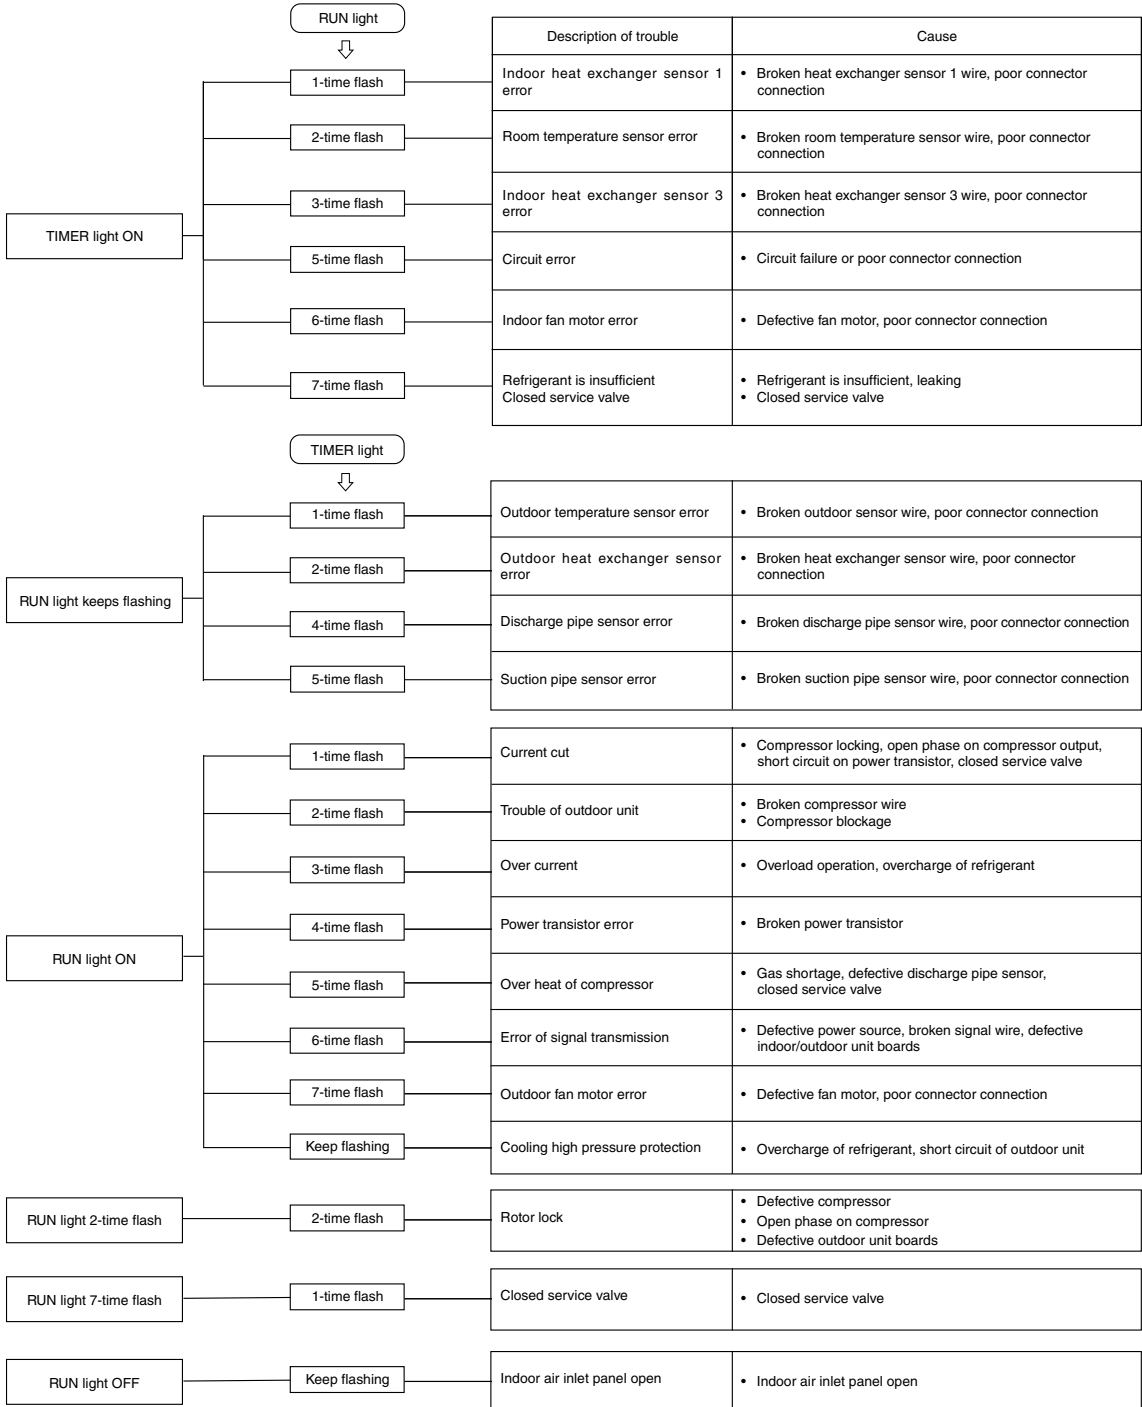 RUN light
Description of trouble
Cause
TIMER light ON
1-time flash
Indoor heat exchanger sensor 1
error
• Broken heat exchanger sensor 1 wire, poor connector
connection
2-time flash
Room temperature sensor error
• Broken room temperature sensor wire, poor connector
connection
3-time flash
Indoor heat exchanger sensor 3
error
• Broken heat exchanger sensor 3 wire, poor connector
connection
5-time flash
Circuit error
• Circuit failure or poor connector connection
6-time flash
Indoor fan motor error
• Defective fan motor, poor connector connection
7-time flash
Refrigerant is insufficient
Closed service valve
• Refrigerant is insufficient, leaking
• Closed service valve
TIMER light
RUN light keeps flashing
1-time flash
Outdoor temperature sensor error
• Broken outdoor sensor wire, poor connector connection
2-time flash
Outdoor heat exchanger sensor
error
• Broken heat exchanger sensor wire, poor connector
connection
4-time flash
Discharge pipe sensor error
• Broken discharge pipe sensor wire, poor connector connection
5-time flash
Suction pipe sensor error
• Broken suction pipe sensor wire, poor connector connection
RUN light ON
1-time flash
Current cut
• Compressor locking, open phase on compressor output,
short circuit on power transistor, closed service valve
2-time flash
Trouble of outdoor unit
• Broken compressor wire
• Compressor blockage
3-time flash
Over current
• Overload operation, overcharge of refrigerant
4-time flash
Power transistor error
• Broken power transistor
5-time flash
Over heat of compressor
• Gas shortage, defective discharge pipe sensor,
closed service valve
6-time flash
Error of signal transmission
• Defective power source, broken signal wire, defective
indoor/outdoor unit boards
7-time flash
Outdoor fan motor error
• Defective fan motor, poor connector connection
Keep flashing
Cooling high pressure protection
• Overcharge of refrigerant, short circuit of outdoor unit
RUN light 2-time flash
2-time flash
Rotor lock
• Defective compressor
• Open phase on compressor
• Defective outdoor unit boards
RUN light 7-time flash
1-time flash
Closed service valve
• Closed service valve
RUN light OFF
Keep flashing
Indoor air inlet panel open
• Indoor air inlet panel open